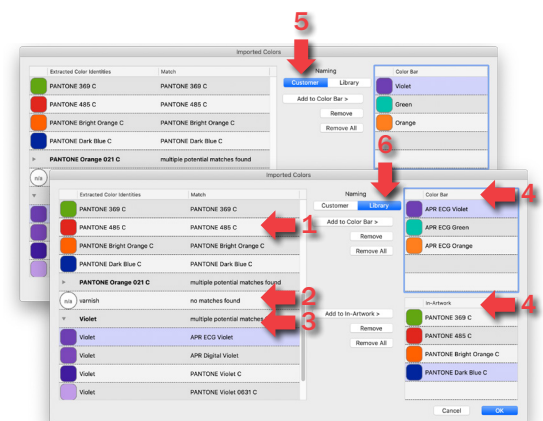 5
Imported Colors
Extracted Color Identities Match Naming Color Bar
PANTONE 369 C PANTONE 369 C Customer Library Violet
PANTONE 485 C PANTONE 485 C Add to Color Bar > Green
PANTONE Bright Orange C PANTONE Bright Orange C Remove Orange
PANTONE Dark Blue C PANTONE Dark Blue C Remove All
PANTONE Orange 021 C multiple potential matches found
6
n/a
Imported Colors
Extracted Color Identities Match Naming Color Bar 4
PANTONE 369 C PANTONE 369 C Customer Library APR ECG Violet
PANTONE 485 C PANTONE 485 C 1 Add to Color Bar > APR ECG Green
PANTONE Bright Orange C PANTONE Bright Orange C Remove APR ECG Orange
PANTONE Dark Blue C PANTONE Dark Blue C Remove All
PANTONE Orange 021 C multiple potential matches found
n/a varnish no matches found 2 In-Artwork 4
Violet multiple potential matches 3 Add to In-Artwork > PANTONE 369 C
Violet APR ECG Violet Remove PANTONE 485 C
Violet APR Digital Violet Remove All PANTONE Bright Orange C
Violet PANTONE Violet C PANTONE Dark Blue C
Violet PANTONE Violet 0631 C
Cancel OK